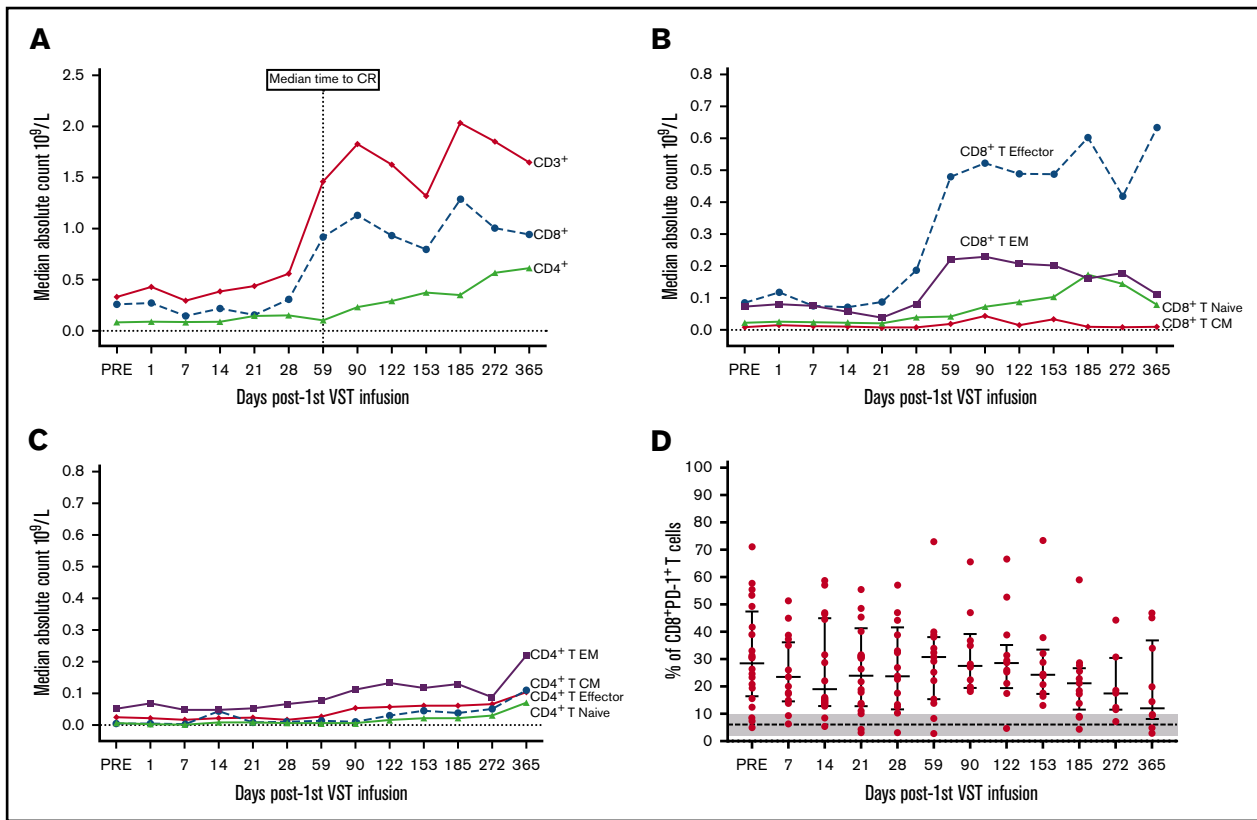 A
Median absolute count 10⁹/L
2.5
2.0
1.5
1.0
0.5
0.0
Median time to CR
CD3⁺
CD8⁺
CD4⁺
PRE 1 7 14 21 28 59 90 122 153 185 272 365
Days post-1st VST infusion
B
Median absolute count 10⁹/L
0.8
0.7
0.6
0.5
0.4
0.3
0.2
0.1
0.0
CD8⁺ T Effector
CD8⁺ T EM
CD8⁺ T Naive
CD8⁺ T CM
PRE 1 7 14 21 28 59 90 122 153 185 272 365
Days post-1st VST infusion
C
Median absolute count 10⁹/L
0.8
0.7
0.6
0.5
0.4
0.3
0.2
0.1
0.0
CD4⁺ T EM
CD4⁺ T CM
CD4⁺ T Effector
CD4⁺ T Naive
PRE 1 7 14 21 28 59 90 122 153 185 272 365
Days post-1st VST infusion
D
% of CD8⁺PD-1⁺ T cells
100
90
80
70
60
50
40
30
20
10
0
PRE 7 14 21 28 59 90 122 153 185 272 365
Days post-1st VST infusion